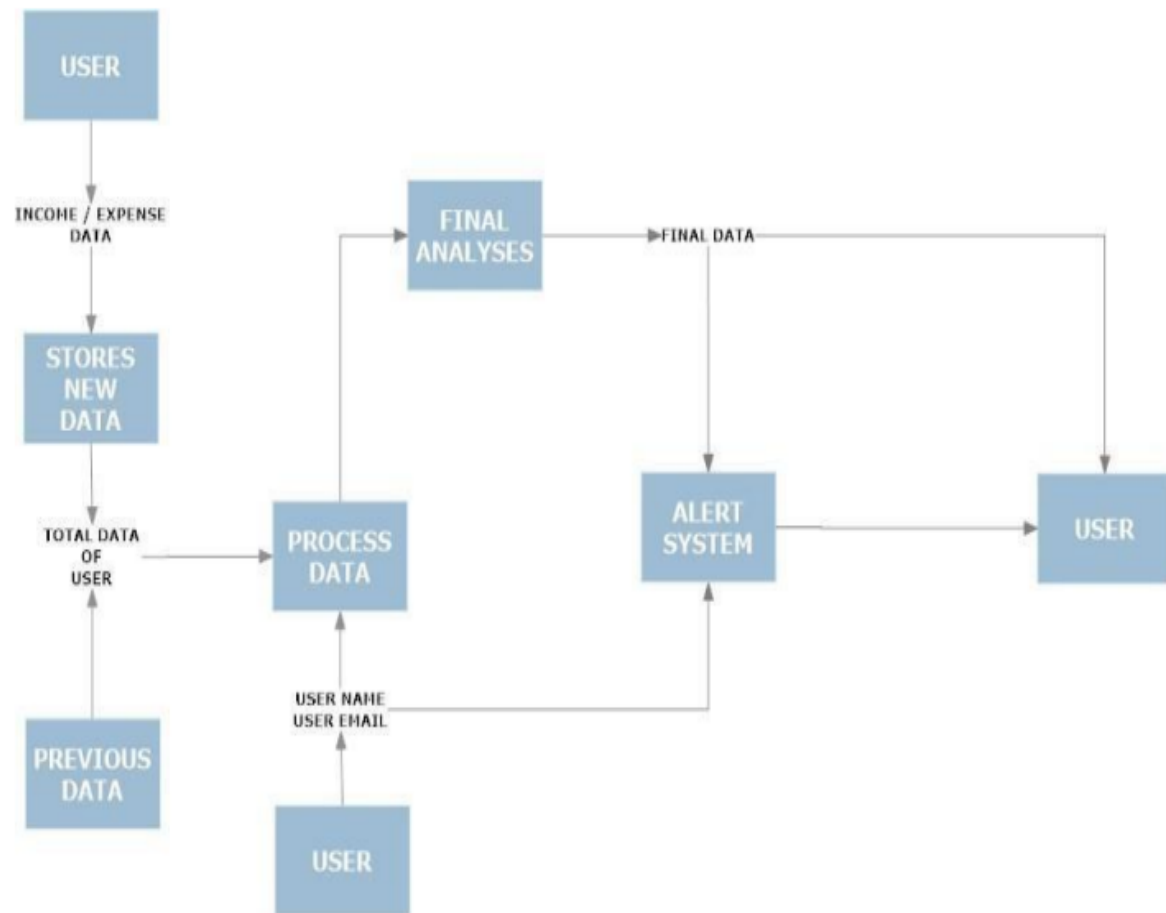 USER
INCOME / EXPENSE
DATA
STORES
NEW
DATA
TOTAL DATA
OF
USER
PREVIOUS
DATA
FINAL
ANALYSES
FINAL DATA
PROCESS
DATA
USER NAME
USER EMAIL
USER
ALERT
SYSTEM
USER